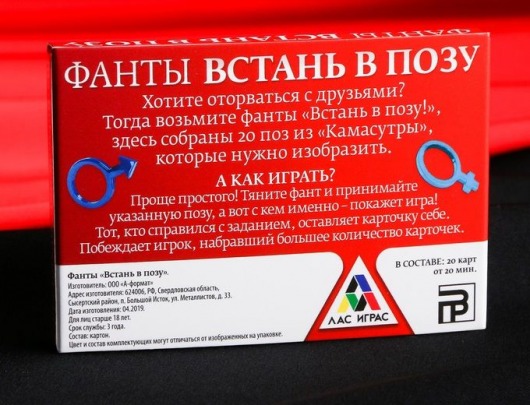 ФАНТЫ ВСТАНЬ В ПОЗУ
ФАНТЫ ВСТАНЬ В ПОЗУ
Хотите оторваться с друзьями?
Тогда возьмите фанты «Встань в позу!»,
здесь собраны 20 поз из «Камасутры»,
которые нужно изобразить.
А КАК ИГРАТЬ?
Проще простого! Тяните фант и принимайте
указанную позу, а вот с кем именно – покажет игра!
Тот, кто справился с заданием, оставляет карточку себе.
Побеждает игрок, набравший большее количество карточек.
Фанты «Встань в позу».
Изготовитель: ООО «А-формат»
Адрес изготовителя: 624006, РФ, Свердловская область,
Сысертский район, п. Большой Исток, ул. Металлистов, д. 33.
Дата изготовления: 04.2019.
Для лиц старше 18 лет.
Срок службы: 3 года.
Состав: картон.
Цвет и состав комплектующих могут отличаться от изображенных на упаковке.
ЛАС ИГРАС
В СОСТАВЕ: 20 карт
от 20 мин.